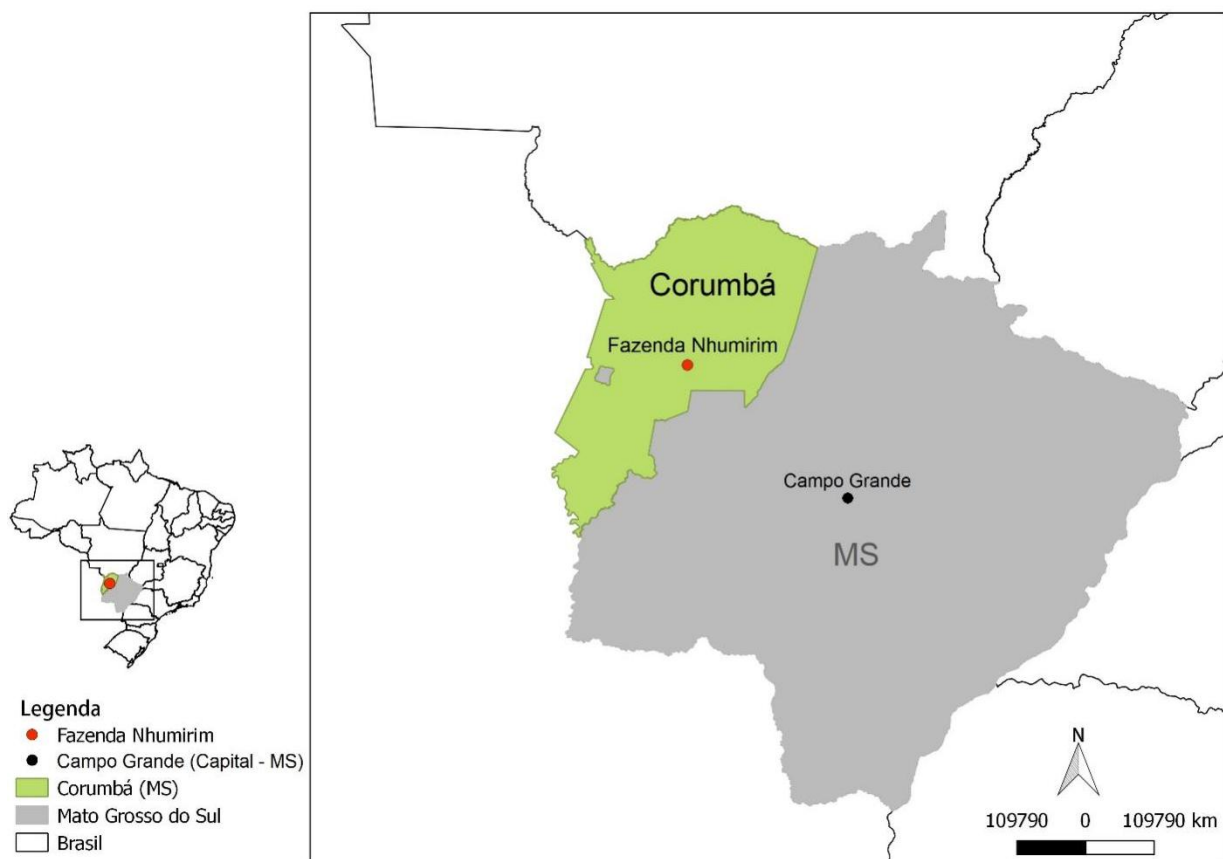 Corumbá
Fazenda Nhumirim
Campo Grande
MS
Legenda
Fazenda Nhumirim
Campo Grande (Capital - MS)
Corumbá (MS)
Mato Grosso do Sul
Brasil
N
109790 0 109790 km